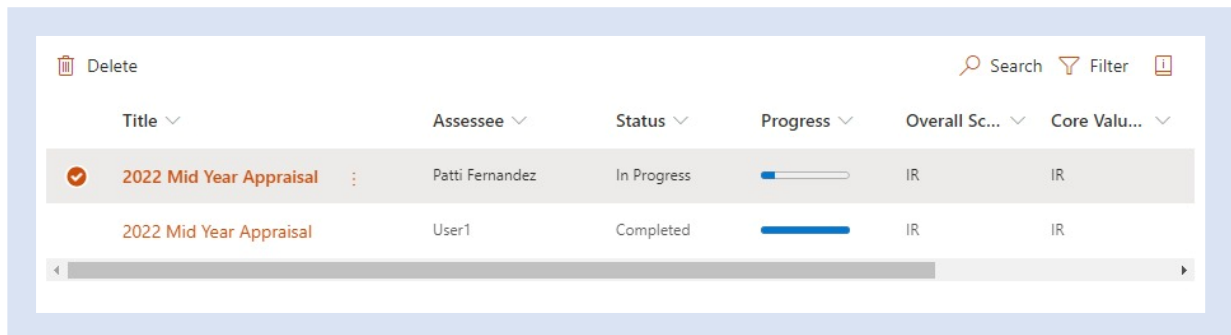 Delete Search Filter
Title Assessee Status Progress Overall Sc... Core Valu...
2022 Mid Year Appraisal Patti Fernandez In Progress IR IR
2022 Mid Year Appraisal User1 Completed IR IR